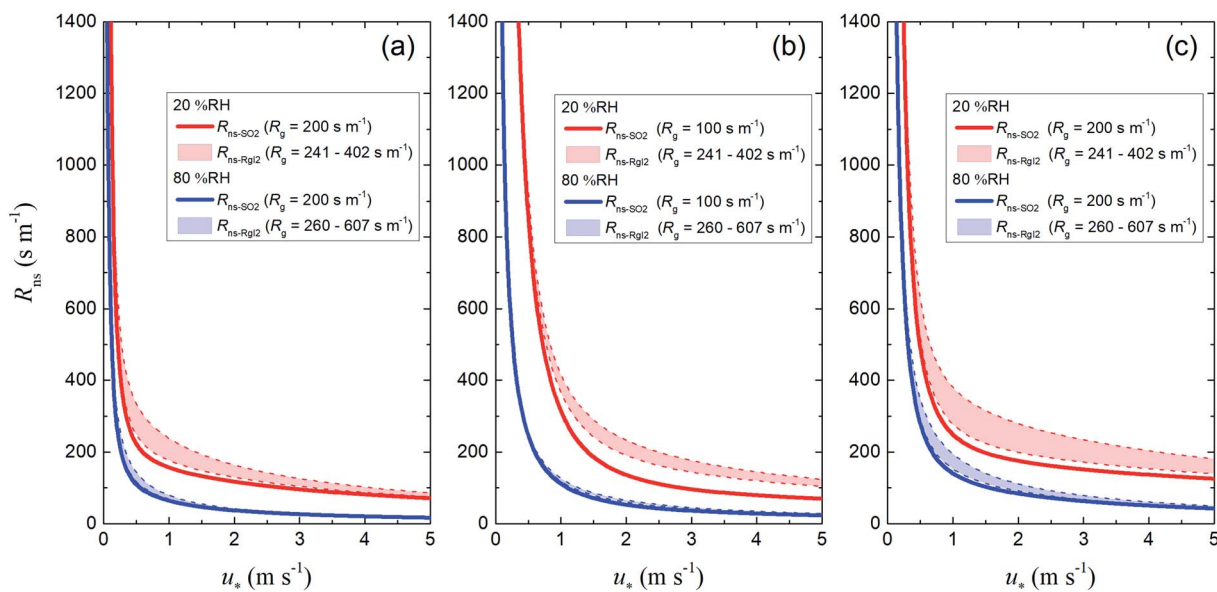 (a)
1400
1200
1000
800
600
400
200
0
R_ns (s m⁻¹)
20 %RH
R_ns-SO2 (R_g = 200 s m⁻¹)
R_ns-Rgl2 (R_g = 241 - 402 s m⁻¹)
80 %RH
R_ns-SO2 (R_g = 200 s m⁻¹)
R_ns-Rgl2 (R_g = 260 - 607 s m⁻¹)
0 1 2 3 4 5
u_* (m s⁻¹)
(b)
1400
1200
1000
800
600
400
200
0
20 %RH
R_ns-SO2 (R_g = 100 s m⁻¹)
R_ns-Rgl2 (R_g = 241 - 402 s m⁻¹)
80 %RH
R_ns-SO2 (R_g = 100 s m⁻¹)
R_ns-Rgl2 (R_g = 260 - 607 s m⁻¹)
0 1 2 3 4 5
u_* (m s⁻¹)
(c)
1400
1200
1000
800
600
400
200
0
20 %RH
R_ns-SO2 (R_g = 200 s m⁻¹)
R_ns-Rgl2 (R_g = 241 - 402 s m⁻¹)
80 %RH
R_ns-SO2 (R_g = 200 s m⁻¹)
R_ns-Rgl2 (R_g = 260 - 607 s m⁻¹)
0 1 2 3 4 5
u_* (m s⁻¹)